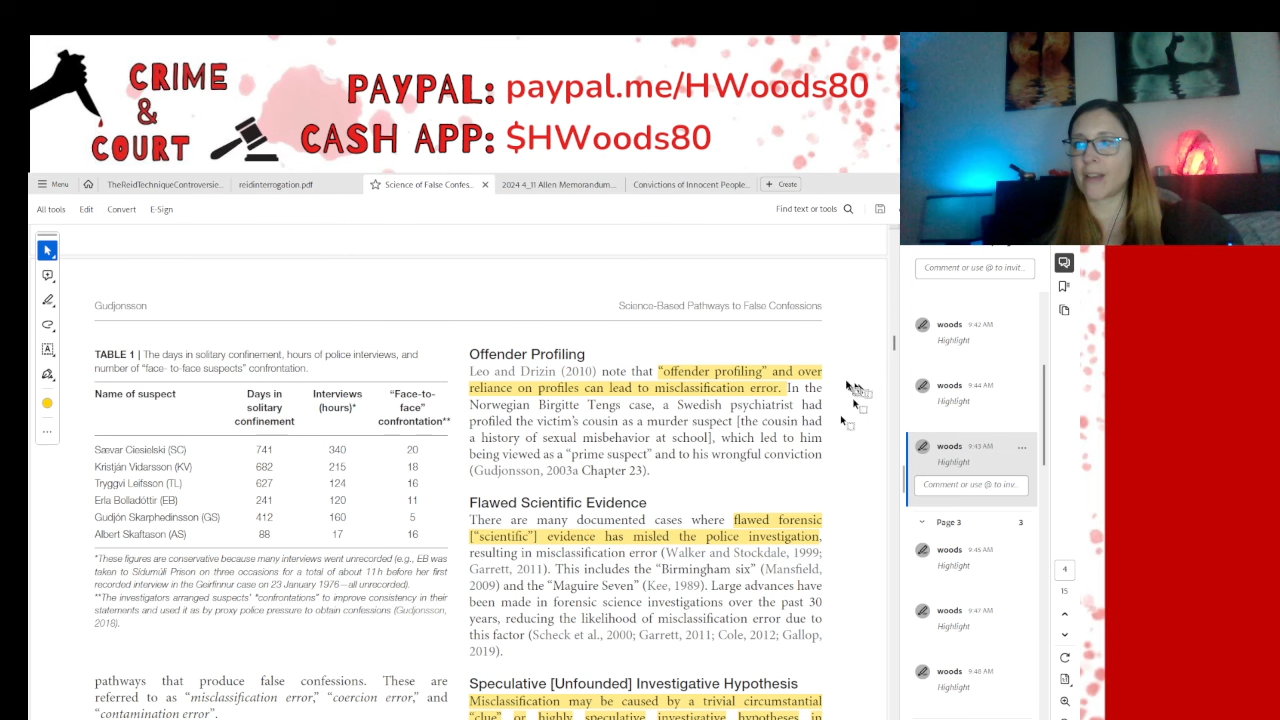 CRIME
&
COURT
PAYPAL: paypal.me/HWoods80
CASH APP: $HWoods80
Menu
TheReidTechniqueControversie...
reidinterrogation.pdf
Science of False Confes...
2024 4_11 Allen Memorandum...
Convictions of Innocent People...
+ Create
All tools Edit Convert E-Sign
Find text or tools
Comment or use @ to invit...
Gudjonsson
Science-Based Pathways to False Confessions
TABLE 1 | The days in solitary confinement, hours of police interviews, and
number of “face- to-face suspects” confrontation.
Name of suspect Days in Interviews “Face-to-
solitary (hours)* face”
confinement confrontation**
Sævar Ciesielski (SC) 741 340 20
Kristján Vidarsson (KV) 682 215 18
Tryggvi Leifsson (TL) 627 124 16
Erla Bolladóttir (EB) 241 120 11
Gudjón Skarphedinsson (GS) 412 160 5
Albert Skaftason (AS) 88 17 16
*These figures are conservative because many interviews went unrecorded (e.g., EB was
taken to Sídumúli Prison on three occasions for a total of about 11 h before her first
recorded interview in the Geirfinnur case on 23 January 1976—all unrecorded).
**The investigators arranged suspects’ “confrontations” to improve consistency in their
statements and used it as by proxy police pressure to obtain confessions (Gudjonsson,
2018).
pathways that produce false confessions. These are
referred to as “misclassification error,” “coercion error,” and
“contamination error”.
Offender Profiling
Leo and Drizin (2010) note that “offender profiling” and over
reliance on profiles can lead to misclassification error. In the
Norwegian Birgitte Tengs case, a Swedish psychiatrist had
profiled the victim’s cousin as a murder suspect [the cousin had
a history of sexual misbehavior at school], which led to him
being viewed as a “prime suspect” and to his wrongful conviction
(Gudjonsson, 2003a Chapter 23).
Flawed Scientific Evidence
There are many documented cases where flawed forensic
[“scientific”] evidence has misled the police investigation,
resulting in misclassification error (Walker and Stockdale, 1999;
Garrett, 2011). This includes the “Birmingham six” (Mansfield,
2009) and the “Maguire Seven” (Kee, 1989). Large advances have
been made in forensic science investigations over the past 30
years, reducing the likelihood of misclassification error due to
this factor (Scheck et al., 2000; Garrett, 2011; Cole, 2012; Gallop,
2019).
Speculative [Unfounded] Investigative Hypothesis
Misclassification may be caused by a trivial circumstantial
“clue” or highly speculative investigative hypotheses in
woods 9:42 AM
Highlight
woods 9:44 AM
Highlight
woods 9:43 AM
Highlight
Comment or use @ to inv...
Page 3 3
woods 9:45 AM
Highlight
woods 9:47 AM
Highlight
woods 9:48 AM
Highlight
4
15